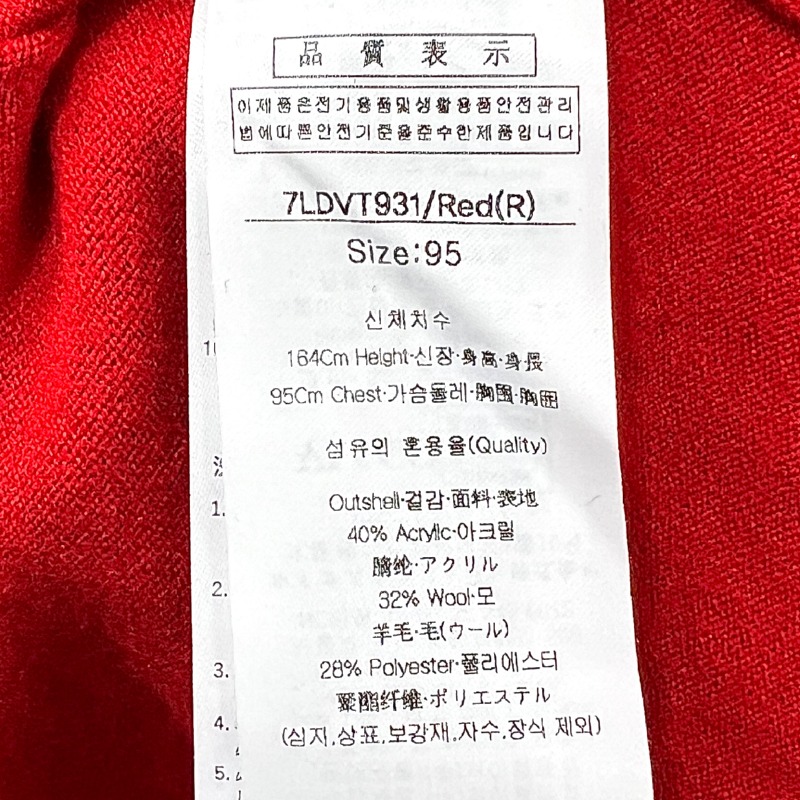 品質表示
이제품은전기용품및생활용품안전관리
법에따른안전기준을준수한제품입니다
7LDVT931/Red(R)
Size:95
신체치수
164Cm Height·신장·身高·身長
95Cm Chest·가슴둘레·胸围·胸囲
섬유의 혼용율(Quality)
Outshell·겉감·面料·表地
40% Acrylic·아크릴
腈纶·アクリル
32% Wool·모
羊毛·毛(ウール)
28% Polyester·폴리에스터
聚酯纤维·ポリエステル
(심지,상표,보강재,자수,장식 제외)
1.
2.
3.
4.
5.